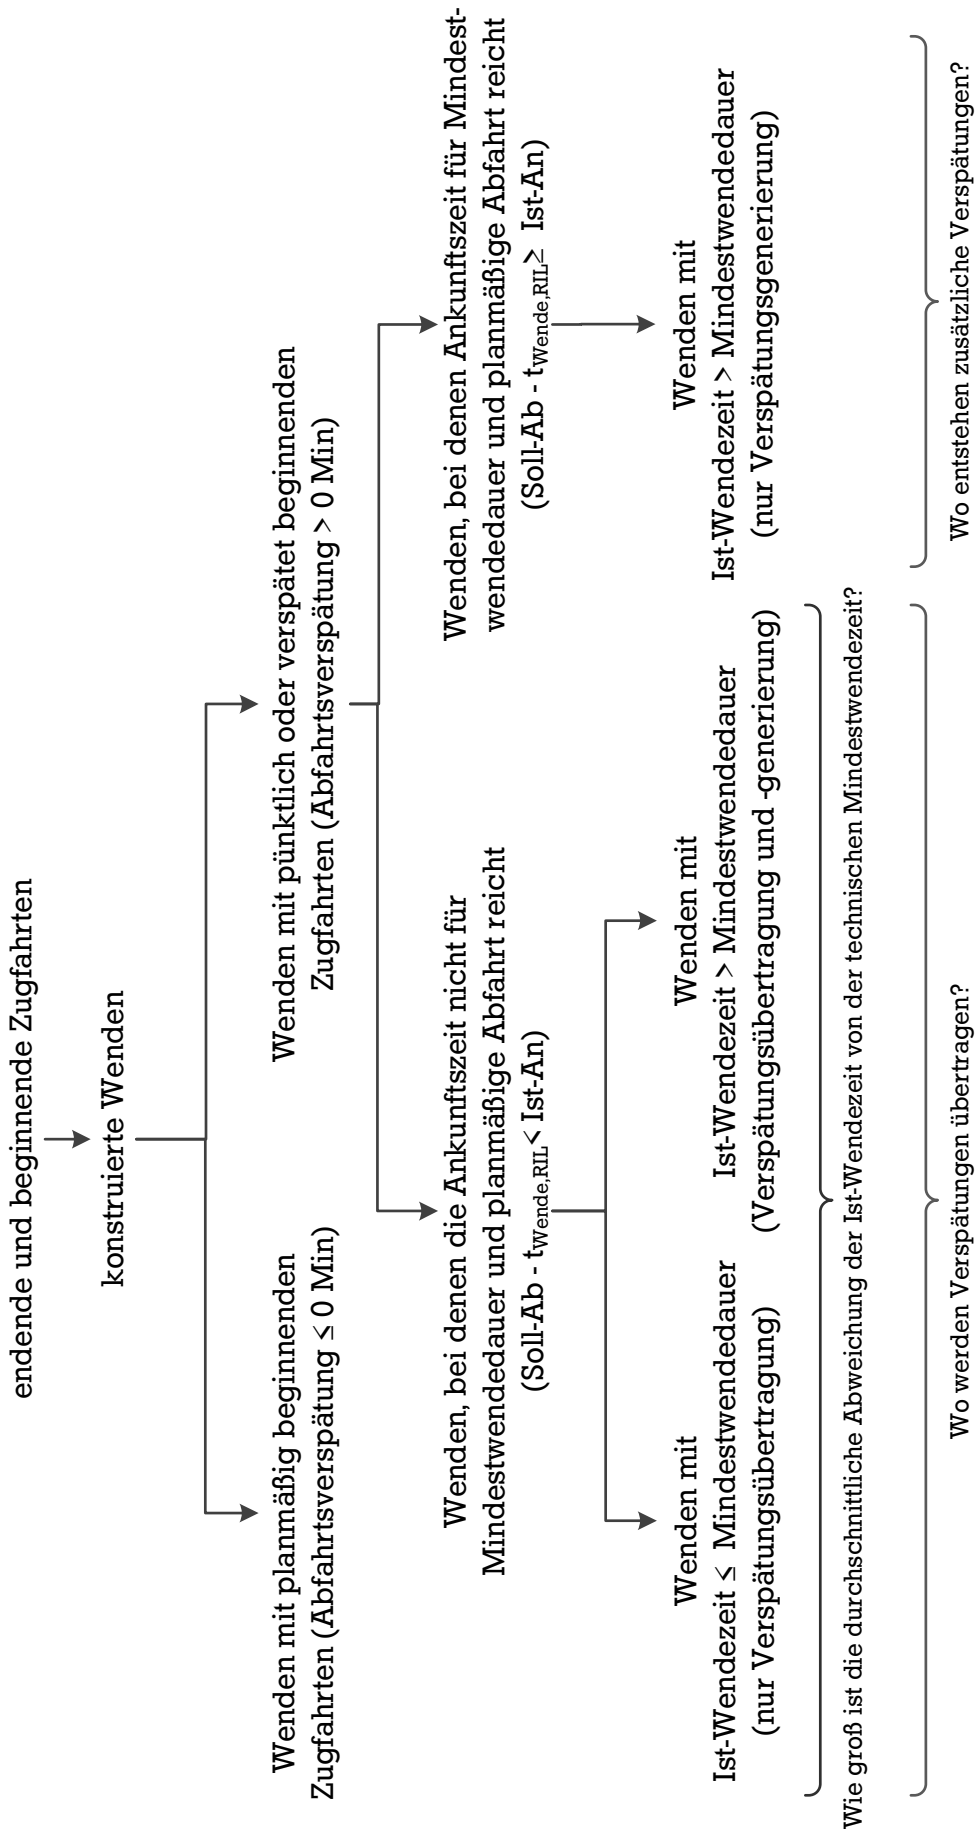 endende und beginnende Zugfahrten
konstruierte Wenden
Wenden mit planmäßig beginnenden
Zugfahrten (Abfahrtsverspätung ≤ 0 Min)
Wenden mit pünktlich oder verspätet beginnenden
Zugfahrten (Abfahrtsverspätung > 0 Min)
Wenden, bei denen die Ankunftszeit nicht für
Mindestwendedauer und planmäßige Abfahrt reicht
(Soll-Ab - tWende,RIL< Ist-An)
Wenden, bei denen Ankunftszeit für Mindest-
wendedauer und planmäßige Abfahrt reicht
(Soll-Ab - tWende,RIL≥ Ist-An)
Wenden mit
Ist-Wendezeit ≤ Mindestwendedauer
(nur Verspätungsübertragung)
Wenden mit
Ist-Wendezeit > Mindestwendedauer
(Verspätungsübertragung und -generierung)
Wenden mit
Ist-Wendezeit > Mindestwendedauer
(nur Verspätungsgenerierung)
Wie groß ist die durchschnittliche Abweichung der Ist-Wendezeit von der technischen Mindestwendezeit?
Wo werden Verspätungen übertragen?
Wo entstehen zusätzliche Verspätungen?